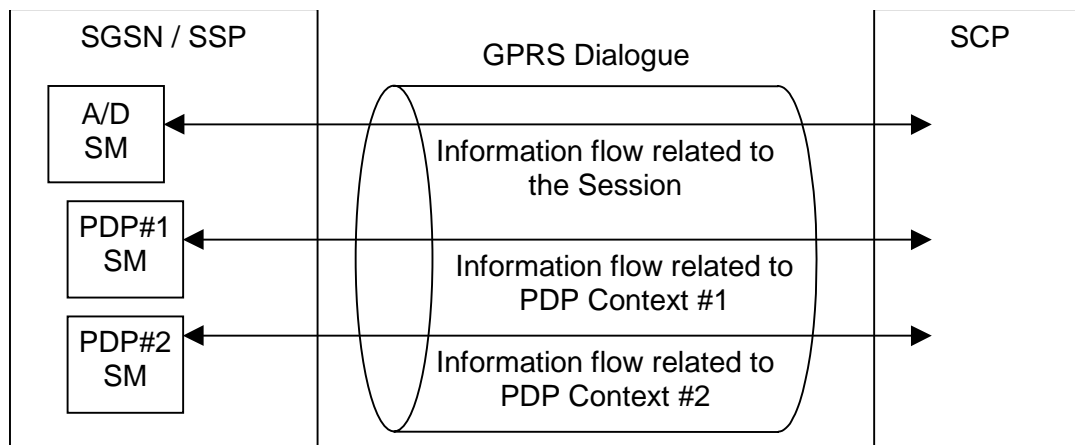 SGSN / SSP
GPRS Dialogue
SCP
A/D
SM
Information flow related to
the Session
PDP#1
SM
Information flow related to
PDP Context #1
PDP#2
SM
Information flow related to
PDP Context #2